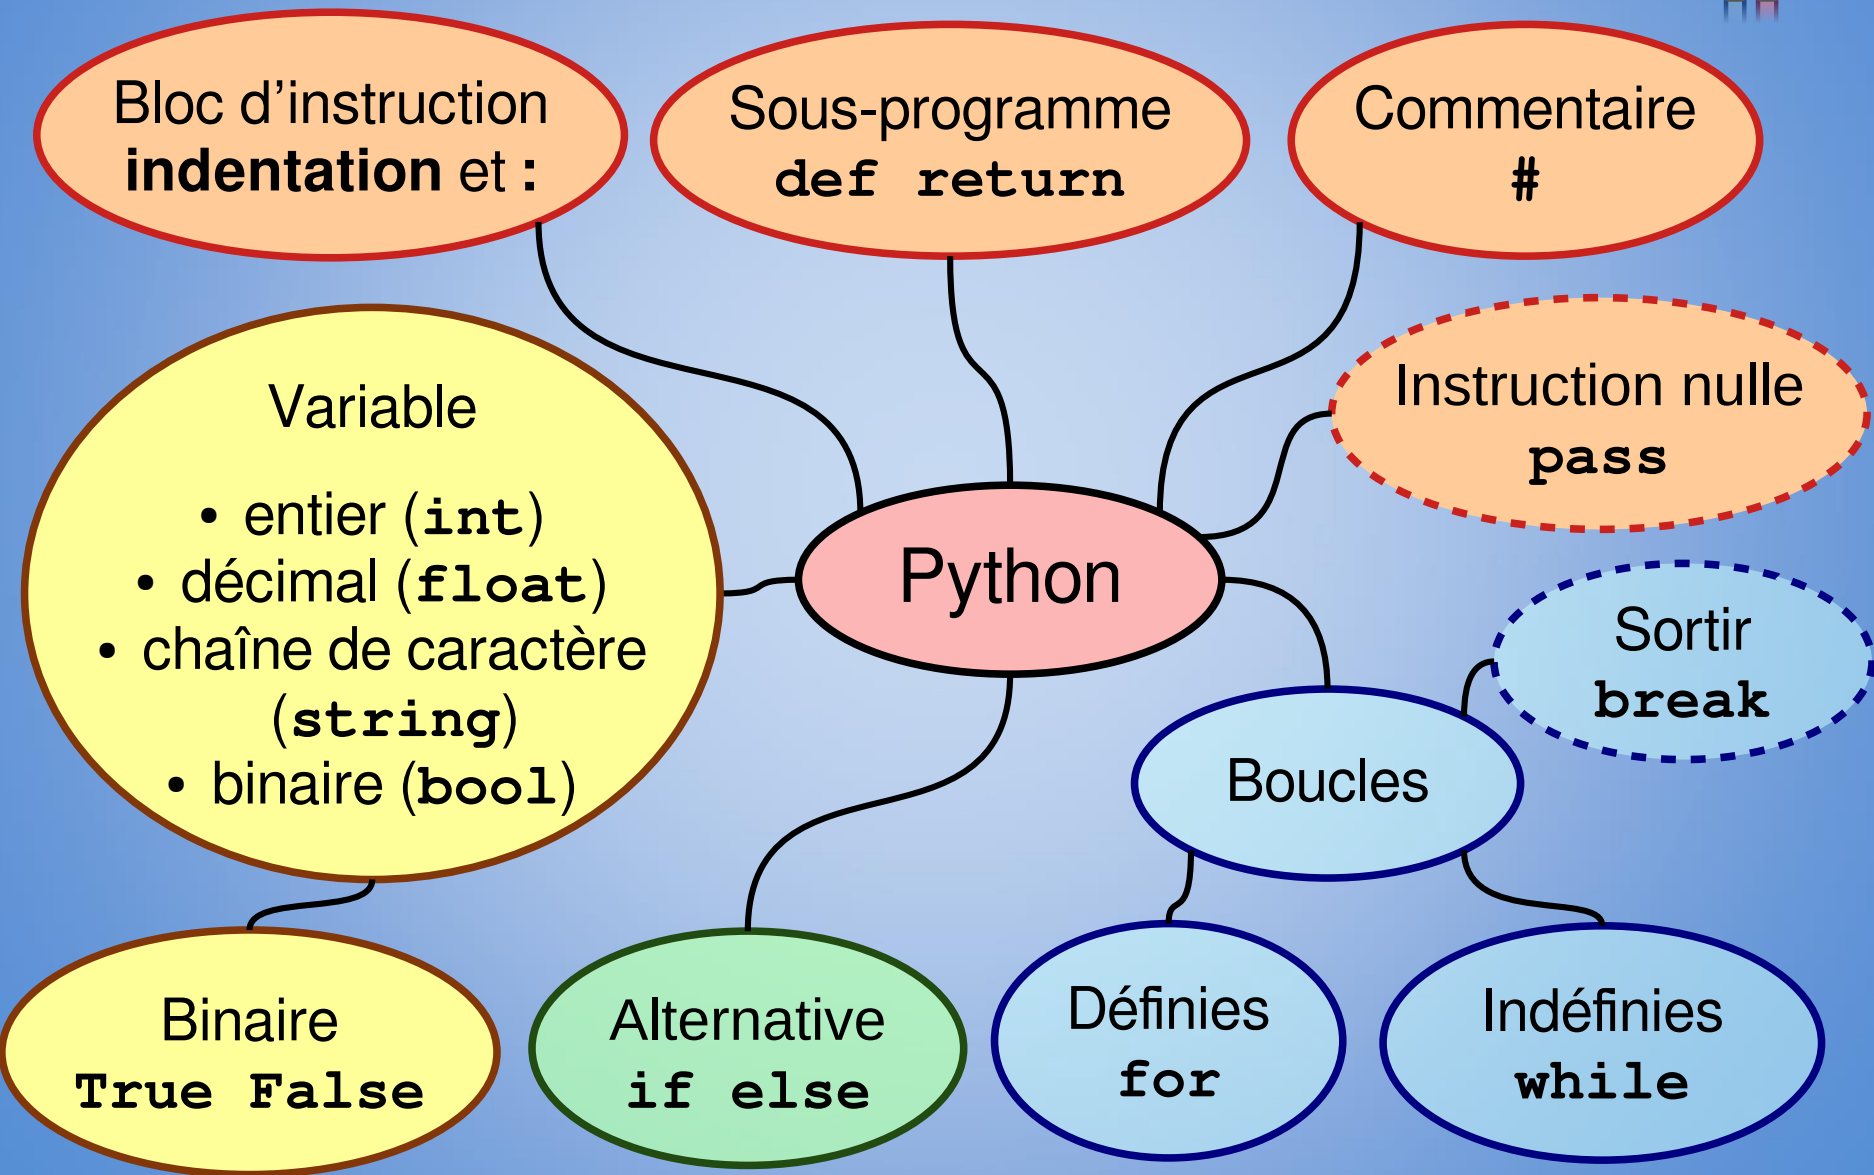 Bloc d’instruction
indentation et :
Sous-programme
def return
Commentaire
#
Instruction nulle
pass
Variable
• entier (int)
• décimal (float)
• chaîne de caractère
(string)
• binaire (bool)
Python
Sortir
break
Boucles
Binaire
True False
Alternative
if else
Définies
for
Indéfinies
while